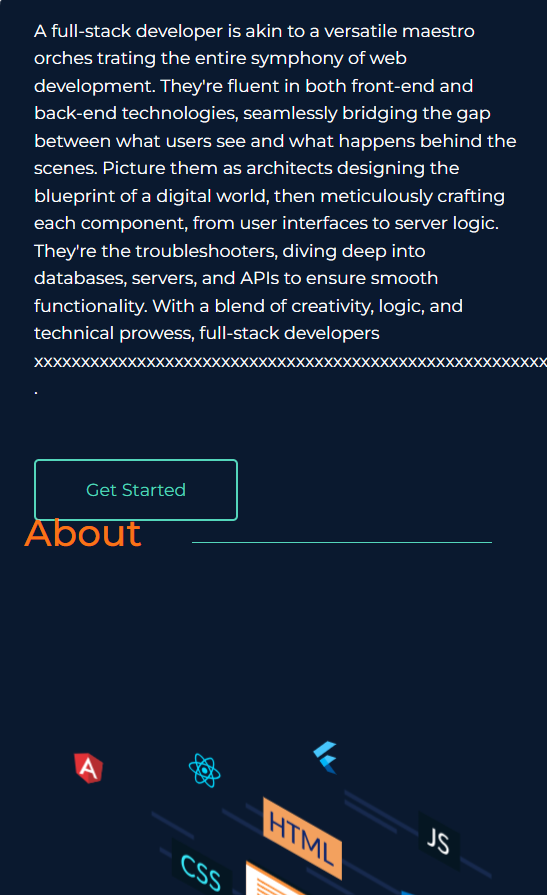 A full-stack developer is akin to a versatile maestro
orches trating the entire symphony of web
development. They're fluent in both front-end and
back-end technologies, seamlessly bridging the gap
between what users see and what happens behind the
scenes. Picture them as architects designing the
blueprint of a digital world, then meticulously crafting
each component, from user interfaces to server logic.
They're the troubleshooters, diving deep into
databases, servers, and APIs to ensure smooth
functionality. With a blend of creativity, logic, and
technical prowess, full-stack developers
xxxxxxxxxxxxxxxxxxxxxxxxxxxxxxxxxxxxxxxxxxxxxxxxxxxxxxx
.
Get Started
About
A
HTML
JS
CSS